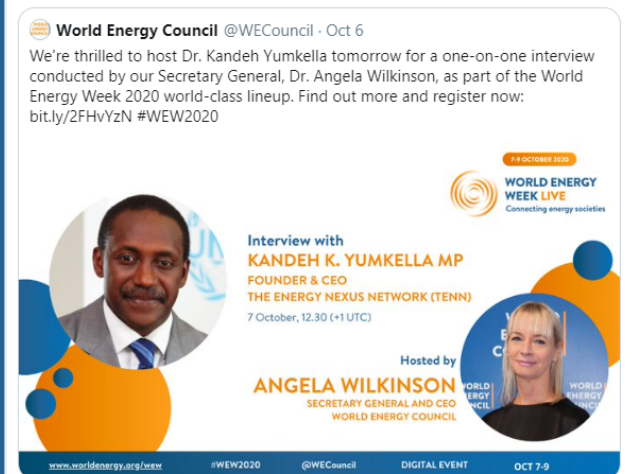 World Energy Council @WECouncil · Oct 6
We're thrilled to host Dr. Kandeh Yumkella tomorrow for a one-on-one interview
conducted by our Secretary General, Dr. Angela Wilkinson, as part of the World
Energy Week 2020 world-class lineup. Find out more and register now:
bit.ly/2FHvYzN #WEW2020
7-9 OCTOBER 2020
WORLD ENERGY
WEEK LIVE
Connecting energy societies
Interview with
KANDEH K. YUMKELLA MP
FOUNDER & CEO
THE ENERGY NEXUS NETWORK (TENN)
7 October, 12.30 (+1 UTC)
Hosted by
ANGELA WILKINSON
SECRETARY GENERAL AND CEO
WORLD ENERGY COUNCIL
www.worldenergy.org/wew #WEW2020 @WECouncil DIGITAL EVENT OCT 7-9